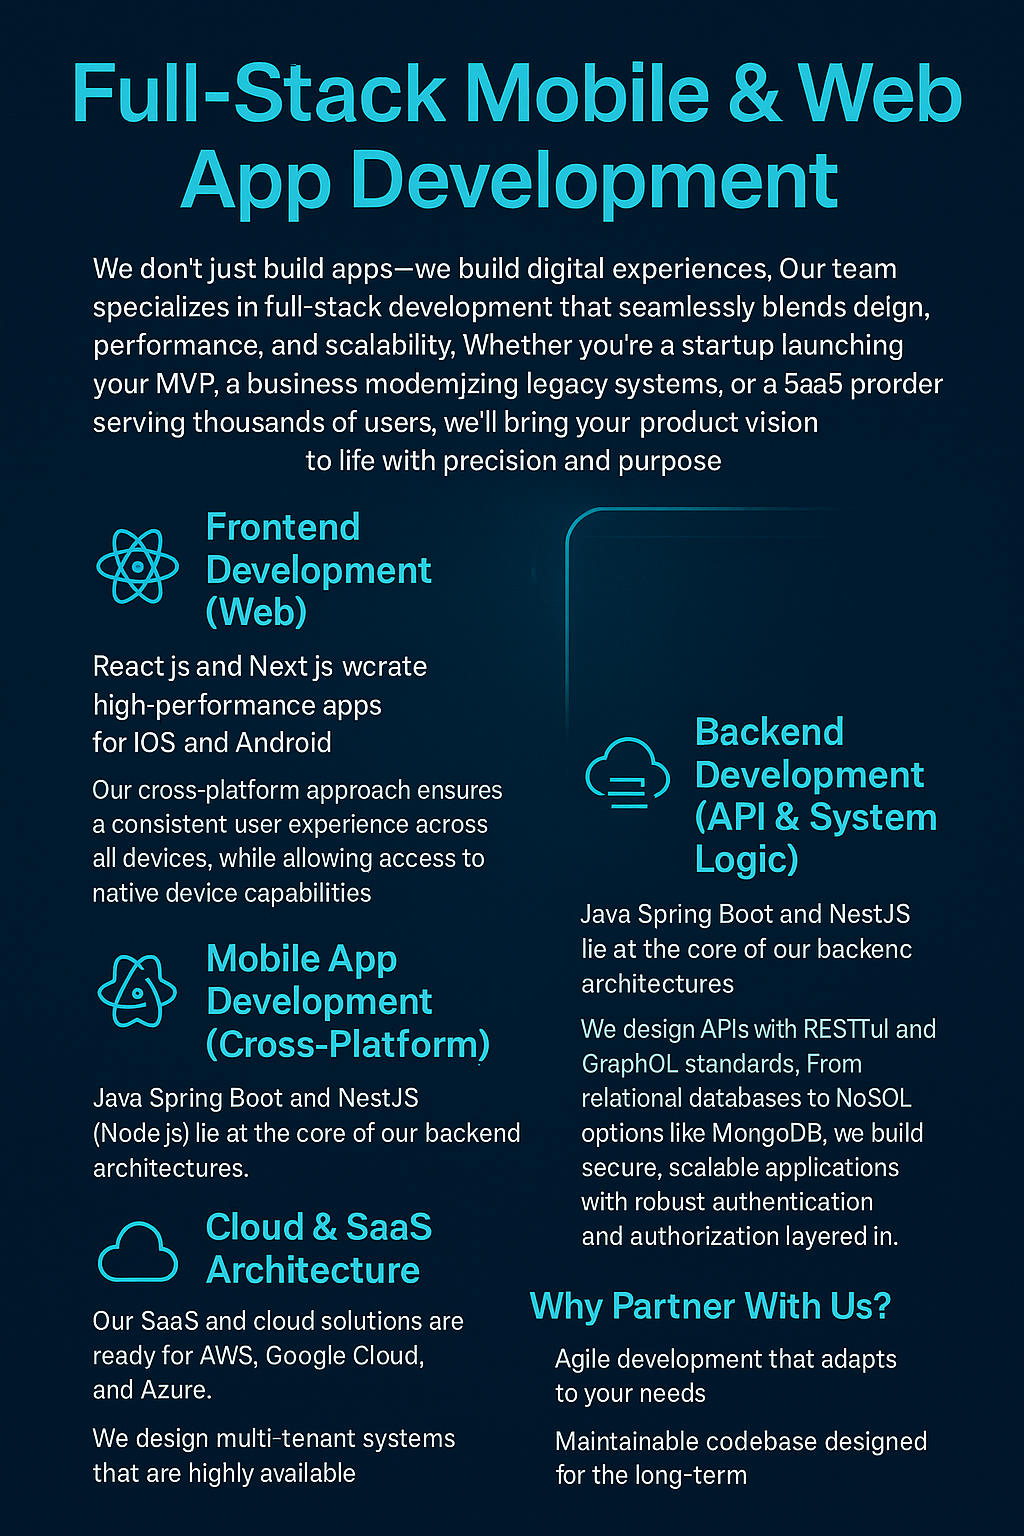 Full-Stack Mobile & Web
App Development
We don't just build apps—we build digital experiences, Our team
specializes in full-stack development that seamlessly blends deign,
performance, and scalability, Whether you're a startup launching
your MVP, a business modemjzing legacy systems, or a 5aa5 prorder
serving thousands of users, we'll bring your product vision
to life with precision and purpose
Frontend
Development
(Web)
React js and Next js wcrate
high-performance apps
for IOS and Android
Our cross-platform approach ensures
a consistent user experience across
all devices, while allowing access to
native device capabilities
Mobile App
Development
(Cross-Platform)
Java Spring Boot and NestJS
(Node js) lie at the core of our backend
architectures.
Cloud & SaaS
Architecture
Our SaaS and cloud solutions are
ready for AWS, Google Cloud,
and Azure.
We design multi-tenant systems
that are highly available
Backend
Development
(API & System
Logic)
Java Spring Boot and NestJS
lie at the core of our backenc
architectures
We design APIs with RESTTul and
GraphOL standards, From
relational databases to NoSOL
options like MongoDB, we build
secure, scalable applications
with robust authentication
and authorization layered in.
Why Partner With Us?
Agile development that adapts
to your needs
Maintainable codebase designed
for the long-term